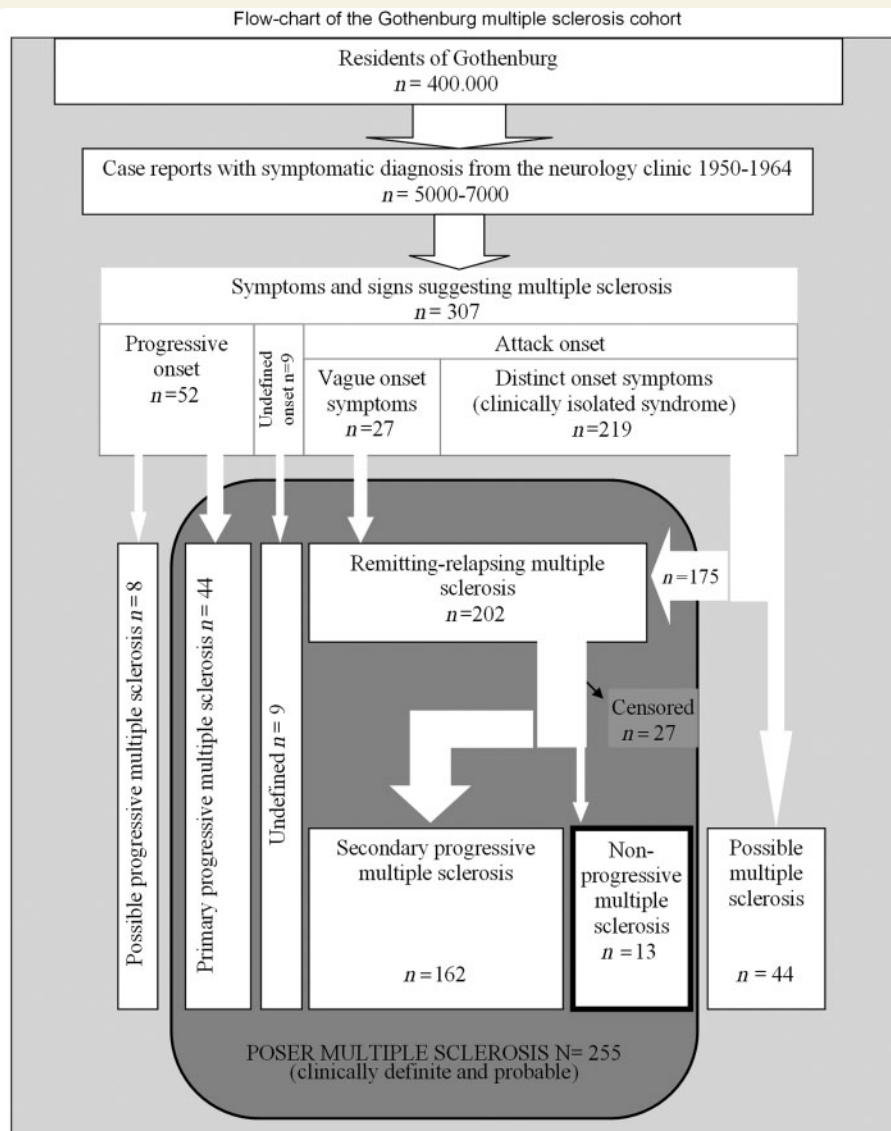 Flow-chart of the Gothenburg multiple sclerosis cohort
Residents of Gothenburg
n= 400.000
Case reports with symptomatic diagnosis from the neurology clinic 1950-1964
n= 5000-7000
Symptoms and signs suggesting multiple sclerosis
n= 307
Progressive
onset
n=52
Undefined
onset n=9
Attack onset
Vague onset
symptoms
n=27
Distinct onset symptoms
(clinically isolated syndrome)
n=219
Possible progressive multiple sclerosis n= 8
Primary progressive multiple sclerosis n= 44
Undefined n= 9
Remitting-relapsing multiple
sclerosis
n=202
n=175
Censored
n= 27
Secondary progressive
multiple sclerosis
n=162
Non-
progressive
multiple
sclerosis
n= 13
Possible
multiple
sclerosis
n= 44
POSER MULTIPLE SCLEROSIS N= 255
(clinically definite and probable)